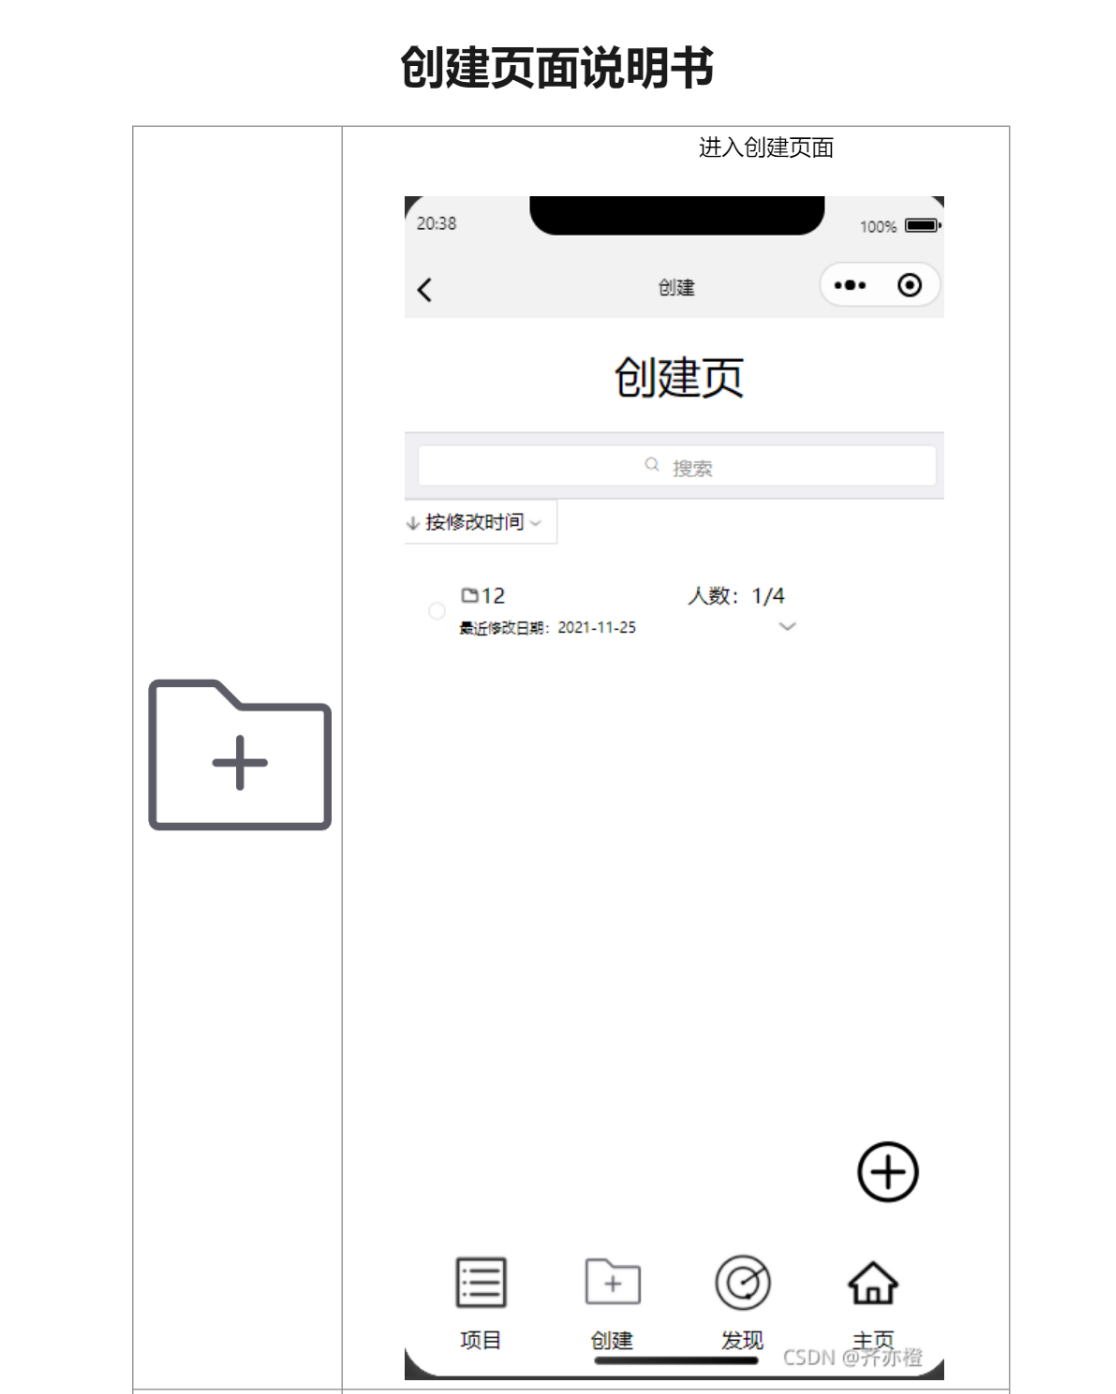 创建页面说明书
进入创建页面
20:38
100%
创建
创建页
搜索
按修改时间
12
人数：1/4
最近修改日期：2021-11-25
项目
创建
发现
主页
CSDN @齐亦橙